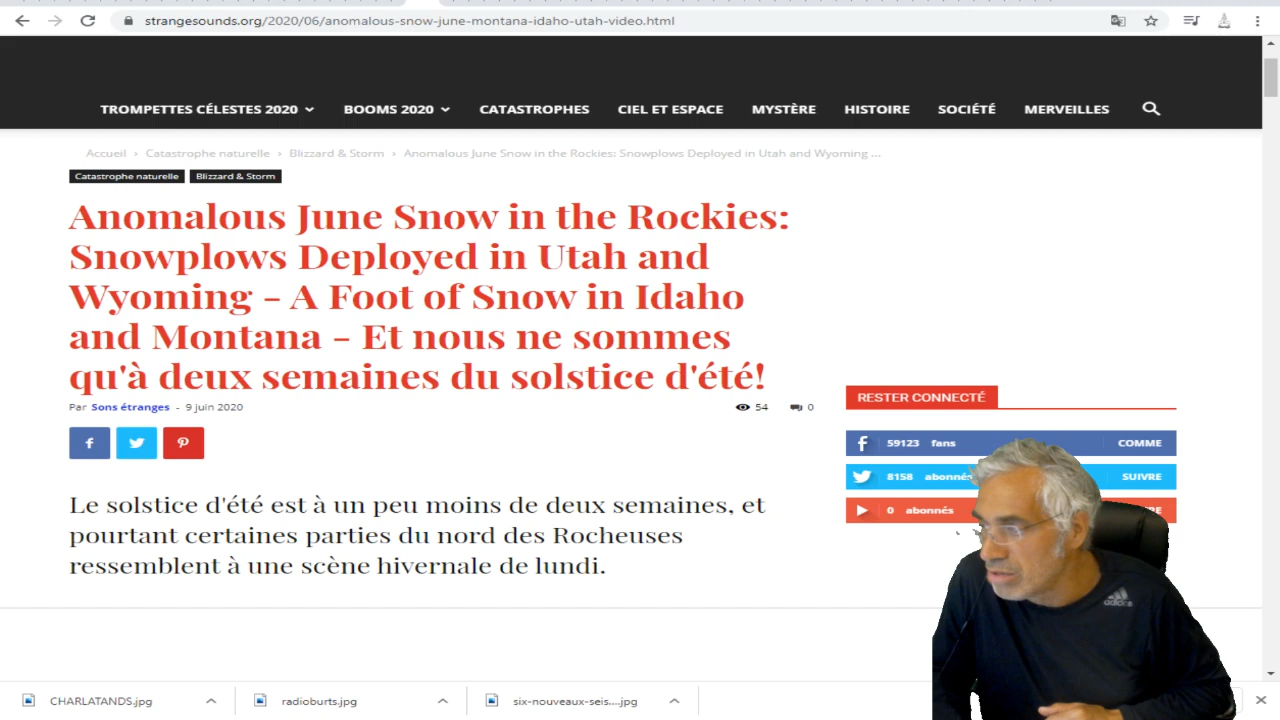 strangesounds.org/2020/06/anomalous-snow-june-montana-idaho-utah-video.html
TROMPETTES CÉLESTES 2020 BOOMS 2020 CATASTROPHES CIEL ET ESPACE MYSTÈRE HISTOIRE SOCIÉTÉ MERVEILLES
Accueil › Catastrophe naturelle › Blizzard & Storm › Anomalous June Snow in the Rockies: Snowplows Deployed in Utah and Wyoming ...
Catastrophe naturelle Blizzard & Storm
Anomalous June Snow in the Rockies:
Snowplows Deployed in Utah and
Wyoming - A Foot of Snow in Idaho
and Montana - Et nous ne sommes
qu'à deux semaines du solstice d'été!
Par Sons étranges - 9 juin 2020 54 0
Le solstice d'été est à un peu moins de deux semaines, et
pourtant certaines parties du nord des Rocheuses
ressemblent à une scène hivernale de lundi.
RESTER CONNECTÉ
59123 fans COMME
8158 abonnés SUIVRE
0 abonnés
adidas
CHARLATANDS.jpg radioburts.jpg six-nouveaux-seis....jpg